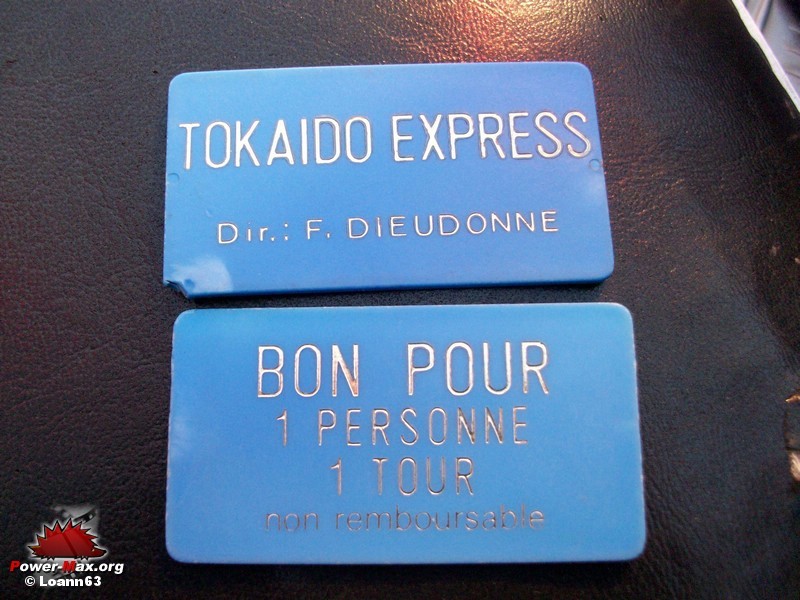 TOKAIDO EXPRESS
Dir.: F. DIEUDONNE
BON POUR
1 PERSONNE
1 TOUR
non remboursable
Power-Max.org
© Loann63